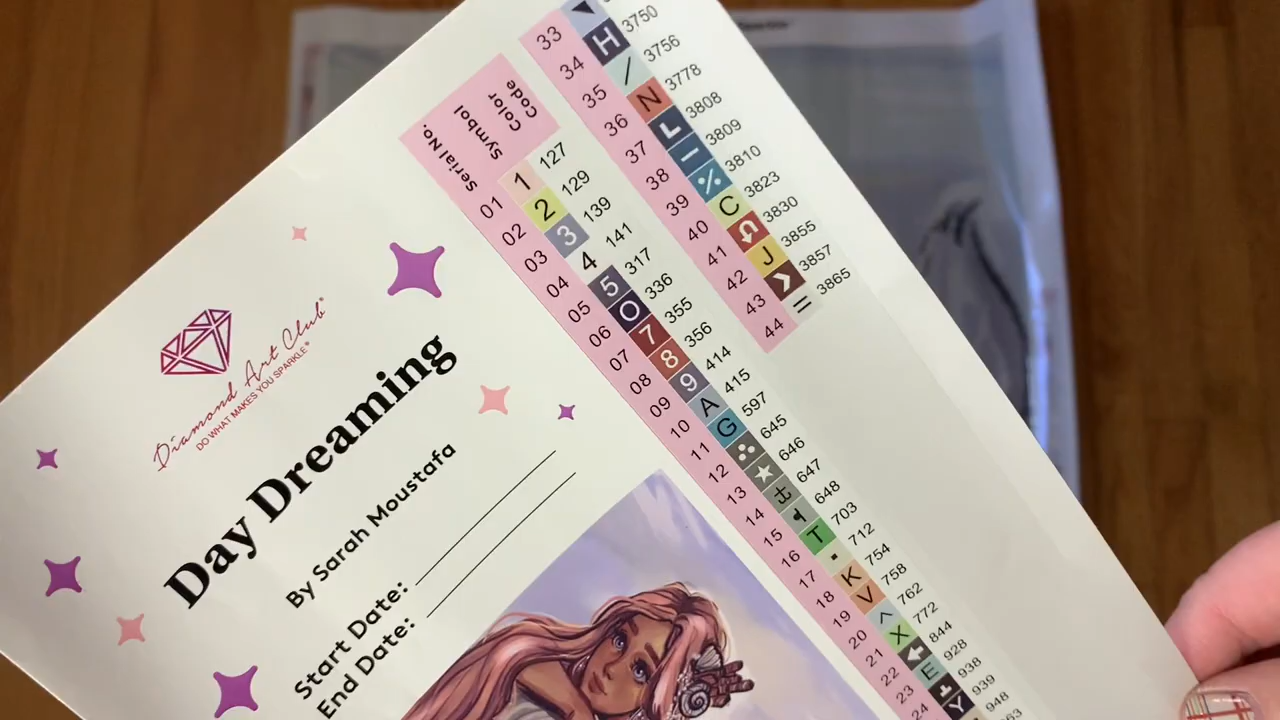 Diamond Art Club®
DO WHAT MAKES YOU SPARKLE®
Day Dreaming
By Sarah Moustafa
Start Date:
End Date:
Serial No. Symbol Color Code
01 1 127
02 2 129
03 3 139
04 4 141
05 5 317
06 O 336
07 7 355
08 8 356
09 9 414
10 A 415
11 G 597
12 645
13 ★ 646
14 647
15 648
16 T 703
17 ▪ 712
18 K 754
19 V 758
20 ^ 762
21 X 772
22 ← 844
23 E 928
24 938
Y 939
948
33 ▼
34 H 3750
35 / 3756
36 N 3778
37 L 3808
38 – 3809
39 % 3810
40 C 3823
41 3830
42 J 3855
43 > 3857
44 = 3865